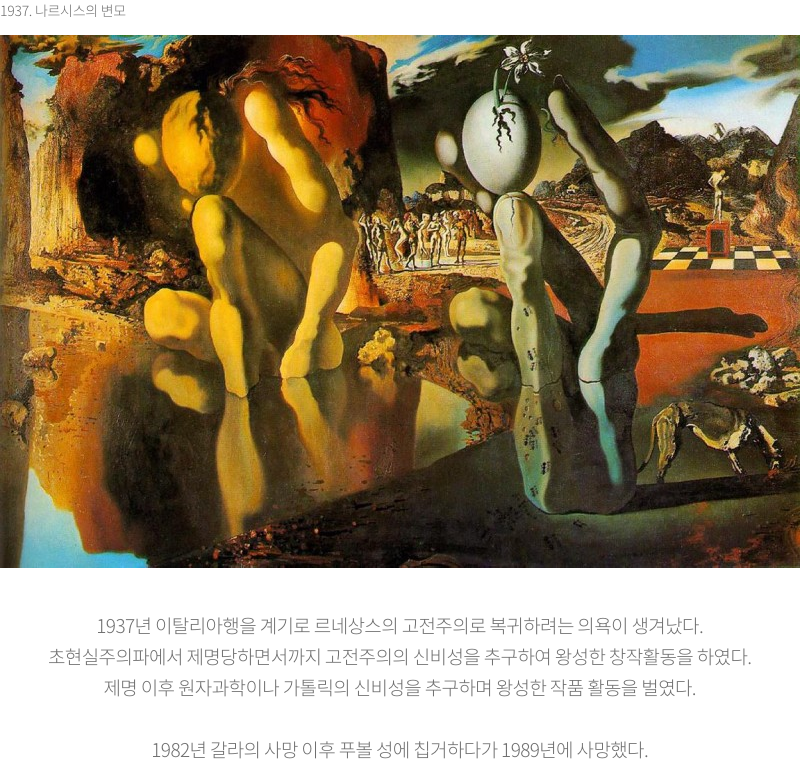 1937. 나르시스의 변모
1937년 이탈리아행을 계기로 르네상스의 고전주의로 복귀하려는 의욕이 생겨났다.
초현실주의파에서 제명당하면서까지 고전주의의 신비성을 추구하여 왕성한 창작활동을 하였다.
제명 이후 원자과학이나 가톨릭의 신비성을 추구하며 왕성한 작품 활동을 벌였다.
1982년 갈라의 사망 이후 푸볼 성에 칩거하다가 1989년에 사망했다.